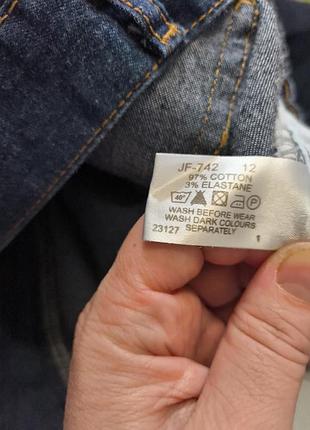 JF-742 12
97% COTTON
3% ELASTANE
40° P
WASH BEFORE WEAR
WASH DARK COLOURS
23127 SEPARATELY 1